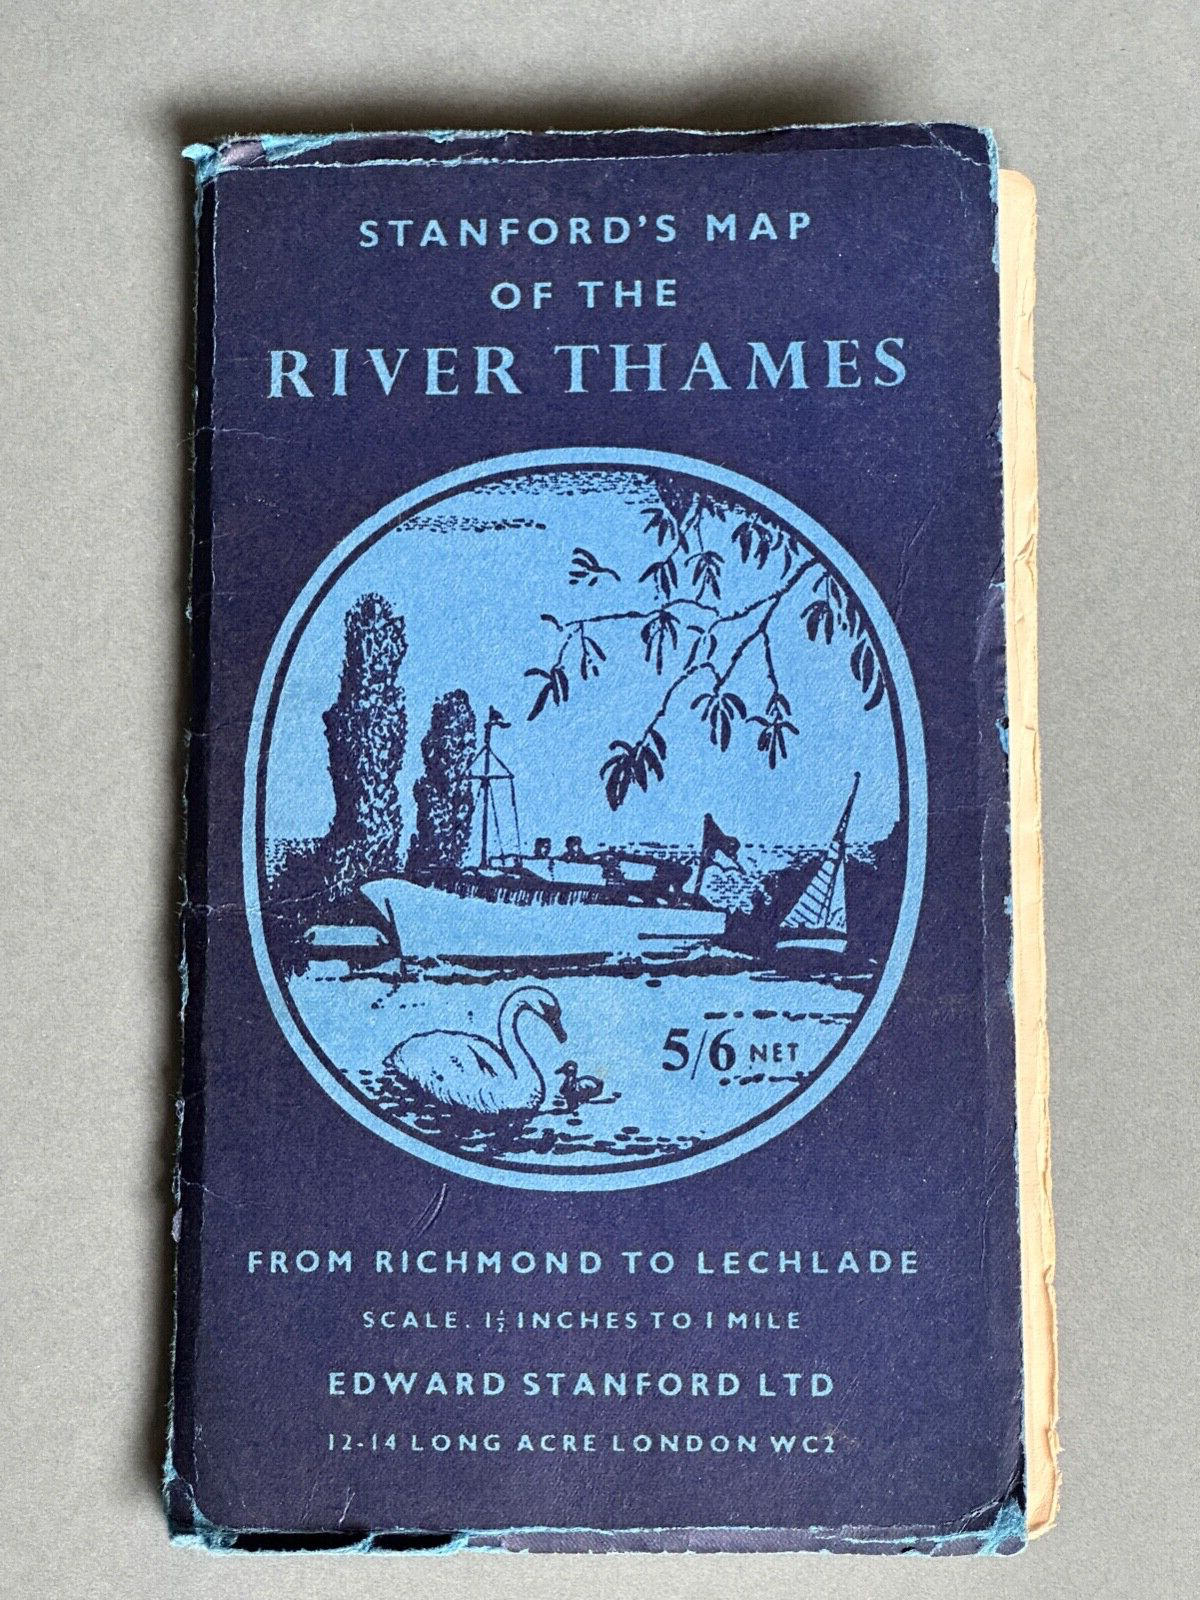 STANFORD'S MAP
OF THE
RIVER THAMES
5/6 NET
FROM RICHMOND TO LECHLADE
SCALE. 1½ INCHES TO 1 MILE
EDWARD STANFORD LTD
12-14 LONG ACRE LONDON WC2